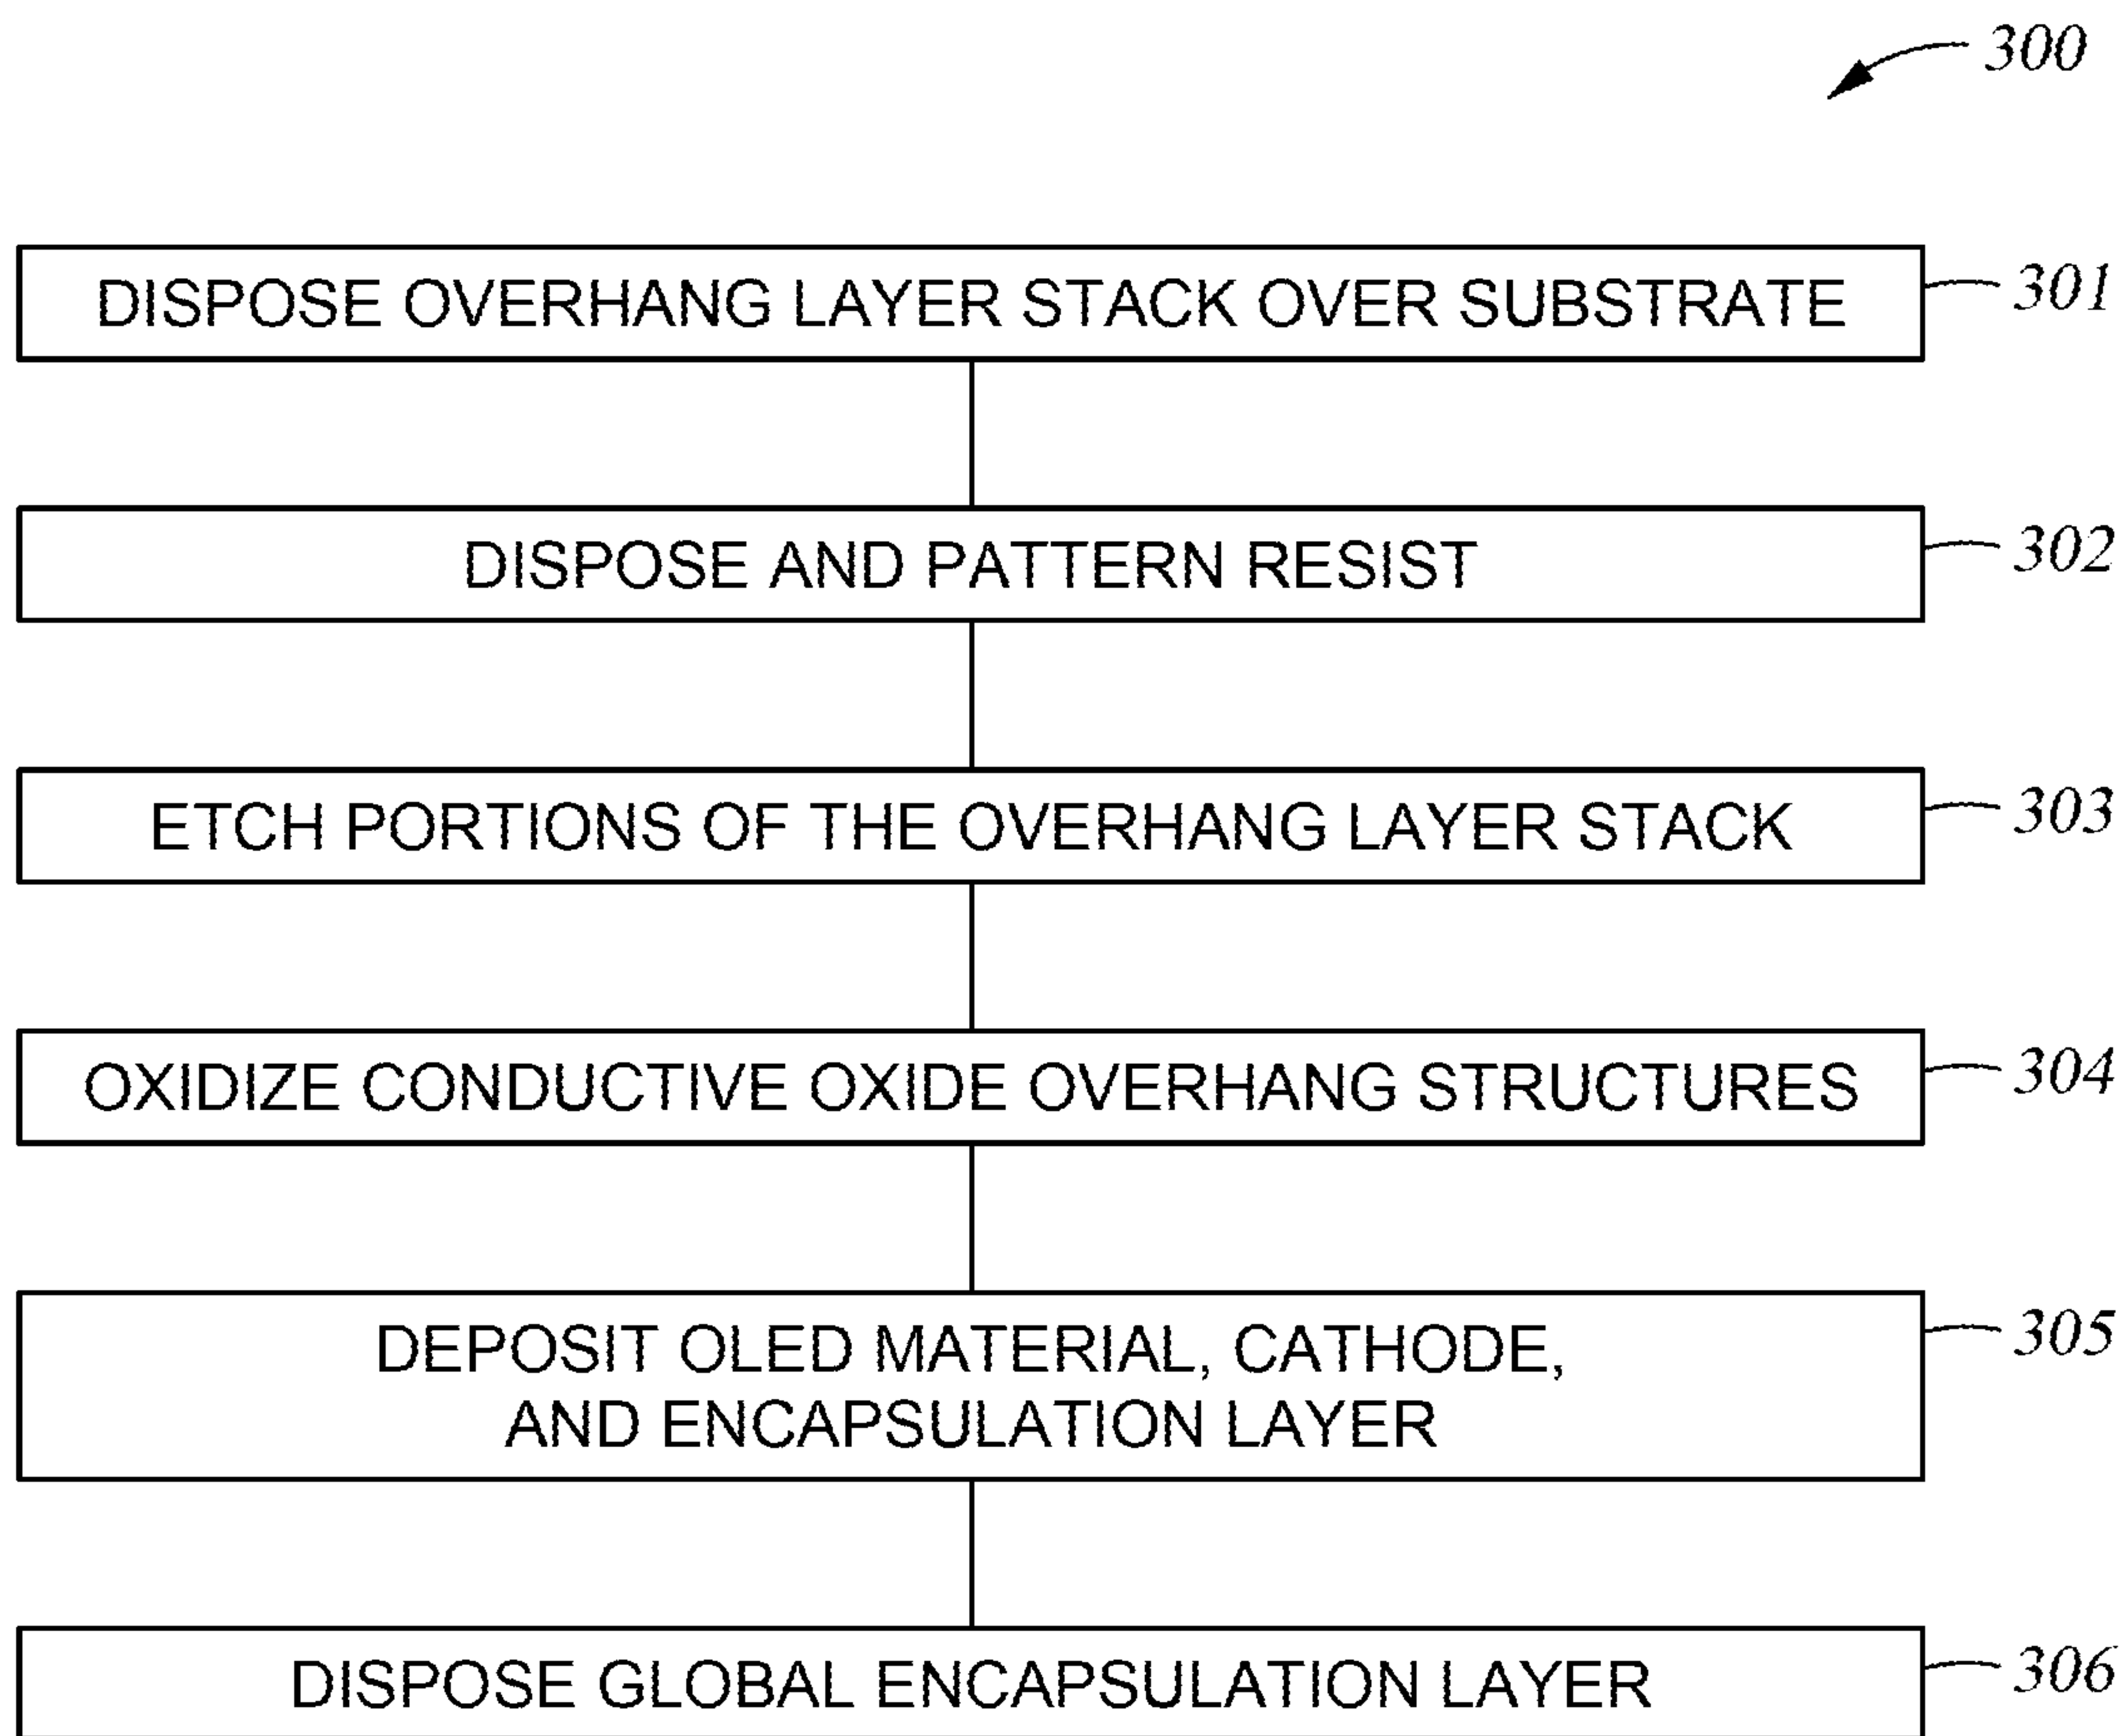 300
DISPOSE OVERHANG LAYER STACK OVER SUBSTRATE
301
DISPOSE AND PATTERN RESIST
302
ETCH PORTIONS OF THE OVERHANG LAYER STACK
303
OXIDIZE CONDUCTIVE OXIDE OVERHANG STRUCTURES
304
DEPOSIT OLED MATERIAL, CATHODE,
AND ENCAPSULATION LAYER
305
DISPOSE GLOBAL ENCAPSULATION LAYER
306